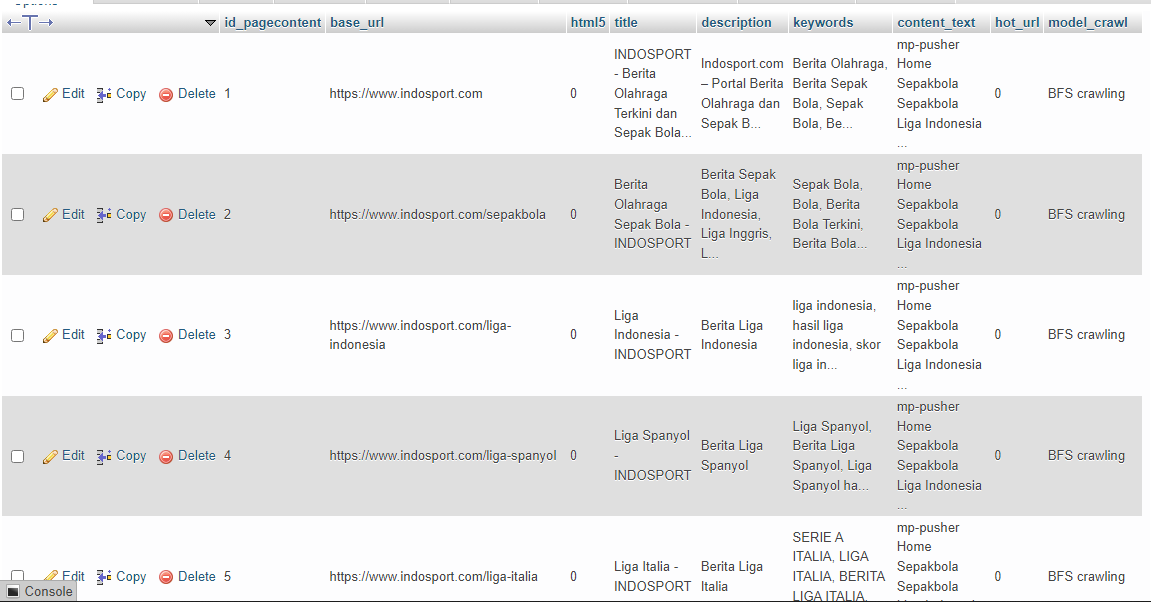 id_pagecontent base_url html5 title description keywords content_text hot_url model_crawl
Edit Copy Delete 1 https://www.indosport.com 0 INDOSPORT - Berita Olahraga Terkini dan Sepak Bola... Indosport.com – Portal Berita Olahraga dan Sepak B... Berita Olahraga, Berita Sepak Bola, Sepak Bola, Be... mp-pusher Home Sepakbola Sepakbola Liga Indonesia ... 0 BFS crawling
Edit Copy Delete 2 https://www.indosport.com/sepakbola 0 Berita Olahraga Sepak Bola - INDOSPORT Berita Sepak Bola, Liga Indonesia, Liga Inggris, L... Sepak Bola, Bola, Berita Bola Terkini, Berita Bola... mp-pusher Home Sepakbola Sepakbola Liga Indonesia ... 0 BFS crawling
Edit Copy Delete 3 https://www.indosport.com/liga-indonesia 0 Liga Indonesia - INDOSPORT Berita Liga Indonesia liga indonesia, hasil liga indonesia, skor liga in... mp-pusher Home Sepakbola Sepakbola Liga Indonesia ... 0 BFS crawling
Edit Copy Delete 4 https://www.indosport.com/liga-spanyol 0 Liga Spanyol - INDOSPORT Berita Liga Spanyol Liga Spanyol, Berita Liga Spanyol, Liga Spanyol ha... mp-pusher Home Sepakbola Sepakbola Liga Indonesia ... 0 BFS crawling
Edit Copy Delete 5 https://www.indosport.com/liga-italia 0 Liga Italia - INDOSPORT Berita Liga Italia SERIE A ITALIA, LIGA ITALIA, BERITA LIGA ITALIA, mp-pusher Home Sepakbola Sepakbola 0 BFS crawling
Console